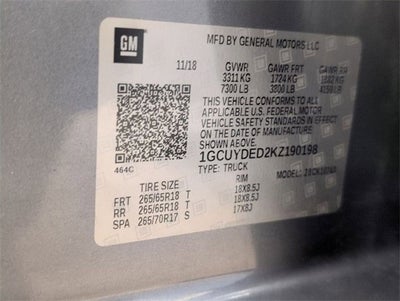 GM
MFD BY GENERAL MOTORS LLC
11/18 GVWR GAWR FRT GAWR RR
3311 KG 1724 KG 1882 KG
7300 LB 3800 LB 4150 LB
THIS VEHICLE CONFORMS TO ALL
APPLICABLE U.S. FEDERAL MOTOR
VEHICLE SAFETY STANDARDS IN EFFECT
ON THE DATE OF MANUFACTURE
SHOWN ABOVE.
1GCUYDED2KZ190198
464C TYPE: TRUCK MODEL:
TIRE SIZE RIM
FRT 265/65R18 T 18X8.5J
RR 265/65R18 T 18X8.5J
SPA 265/70R17 S 17X8J